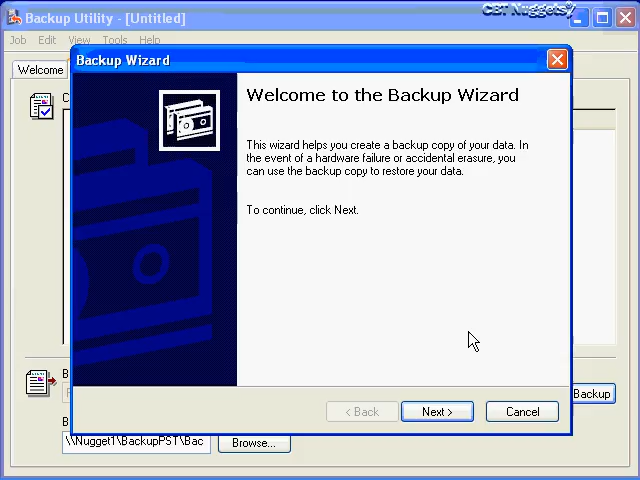 Backup Utility - [Untitled]
CBT Nuggets
Job Edit View Tools Help
Welcome
Backup Wizard
Welcome to the Backup Wizard
This wizard helps you create a backup copy of your data. In
the event of a hardware failure or accidental erasure, you
can use the backup copy to restore your data.
To continue, click Next.
< Back
Next >
Cancel
Backup
\\Nugget1\BackupPST\Bac
Browse...